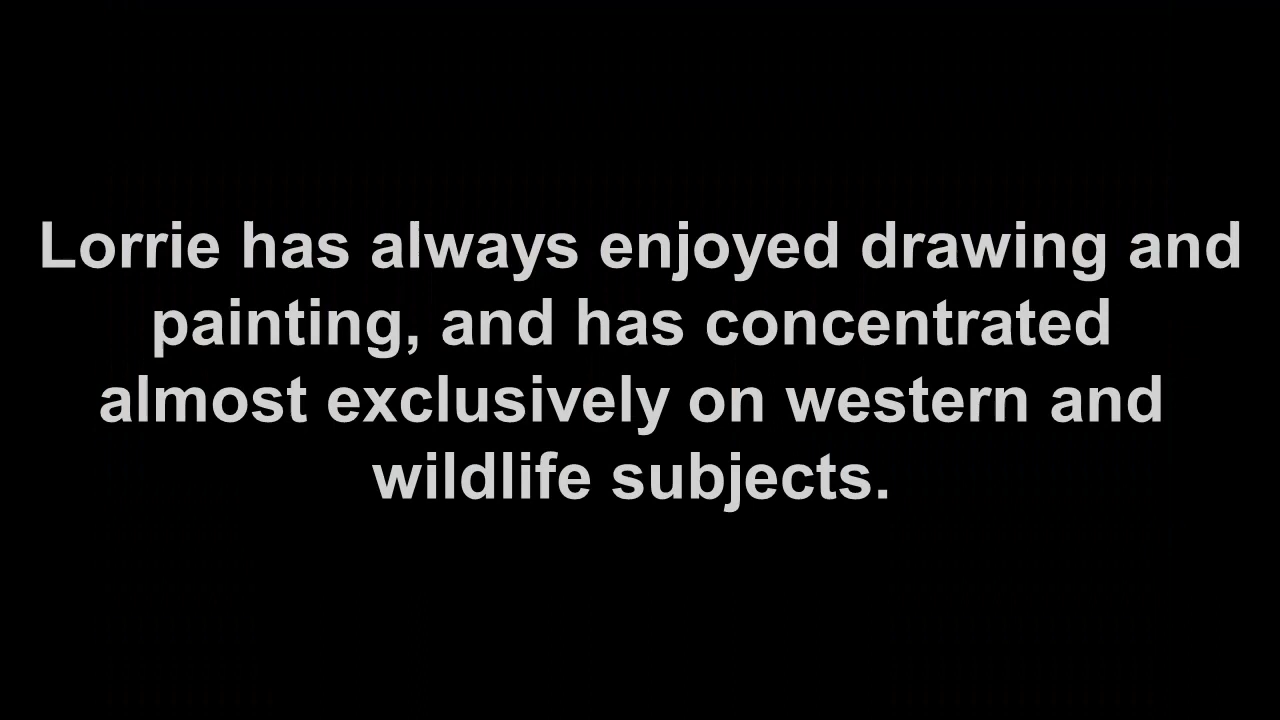 Lorrie has always enjoyed drawing and
painting, and has concentrated
almost exclusively on western and
wildlife subjects.